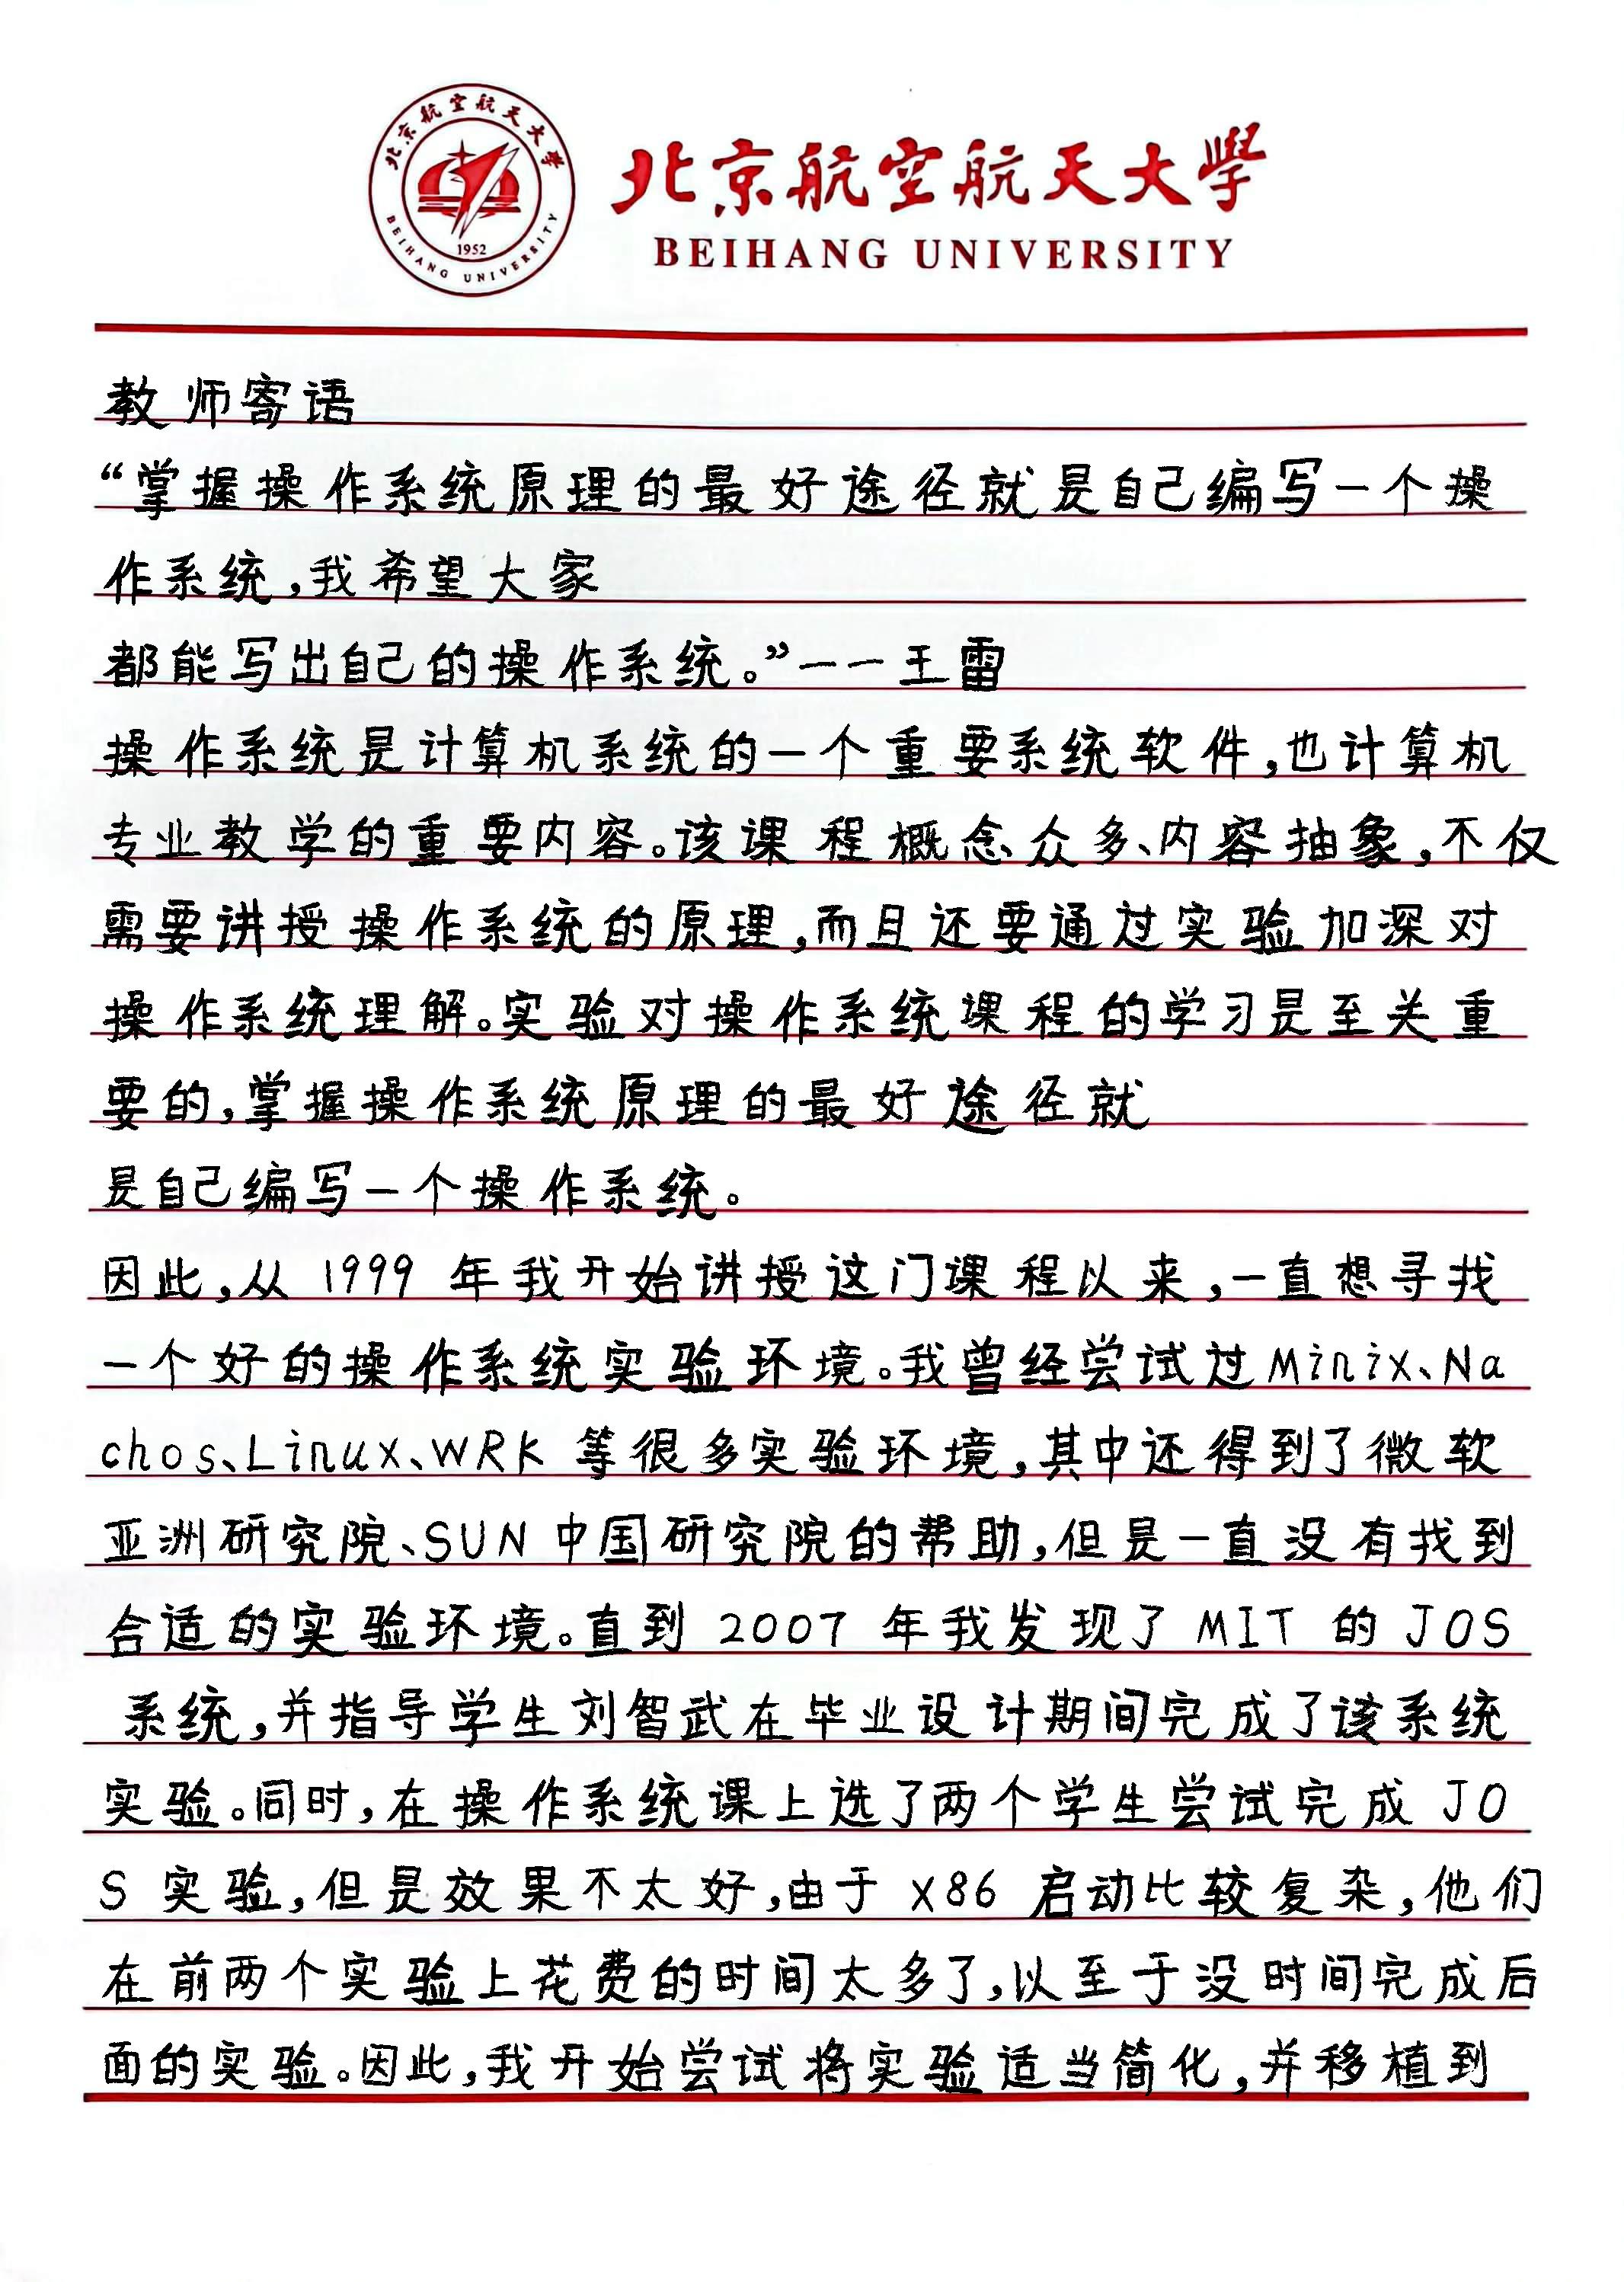 北京航空航天大学
BEIHANG UNIVERSITY
1952
北京航空航天大學
BEIHANG UNIVERSITY
教师寄语
“掌握操作系统原理的最好途径就是自己编写一个操
作系统,我希望大家
都能写出自己的操作系统。”——王雷
操作系统是计算机系统的一个重要系统软件,也计算机
专业教学的重要内容。该课程概念众多、内容抽象,不仅
需要讲授操作系统的原理,而且还要通过实验加深对
操作系统理解。实验对操作系统课程的学习是至关重
要的,掌握操作系统原理的最好途径就
是自己编写一个操作系统。
因此,从 1999 年我开始讲授这门课程以来,一直想寻找
一个好的操作系统实验环境。我曾经尝试过Minix、Na
chos、Linux、WRK 等很多实验环境,其中还得到了微软
亚洲研究院、SUN中国研究院的帮助,但是一直没有找到
合适的实验环境。直到 2007 年我发现了 MIT 的 JOS
系统,并指导学生刘智武在毕业设计期间完成了该系统
实验。同时,在操作系统课上选了两个学生尝试完成 JO
S 实验,但是效果不太好,由于 X86 启动比较复杂,他们
在前两个实验上花费的时间太多了,以至于没时间完成后
面的实验。因此,我开始尝试将实验适当简化,并移植到